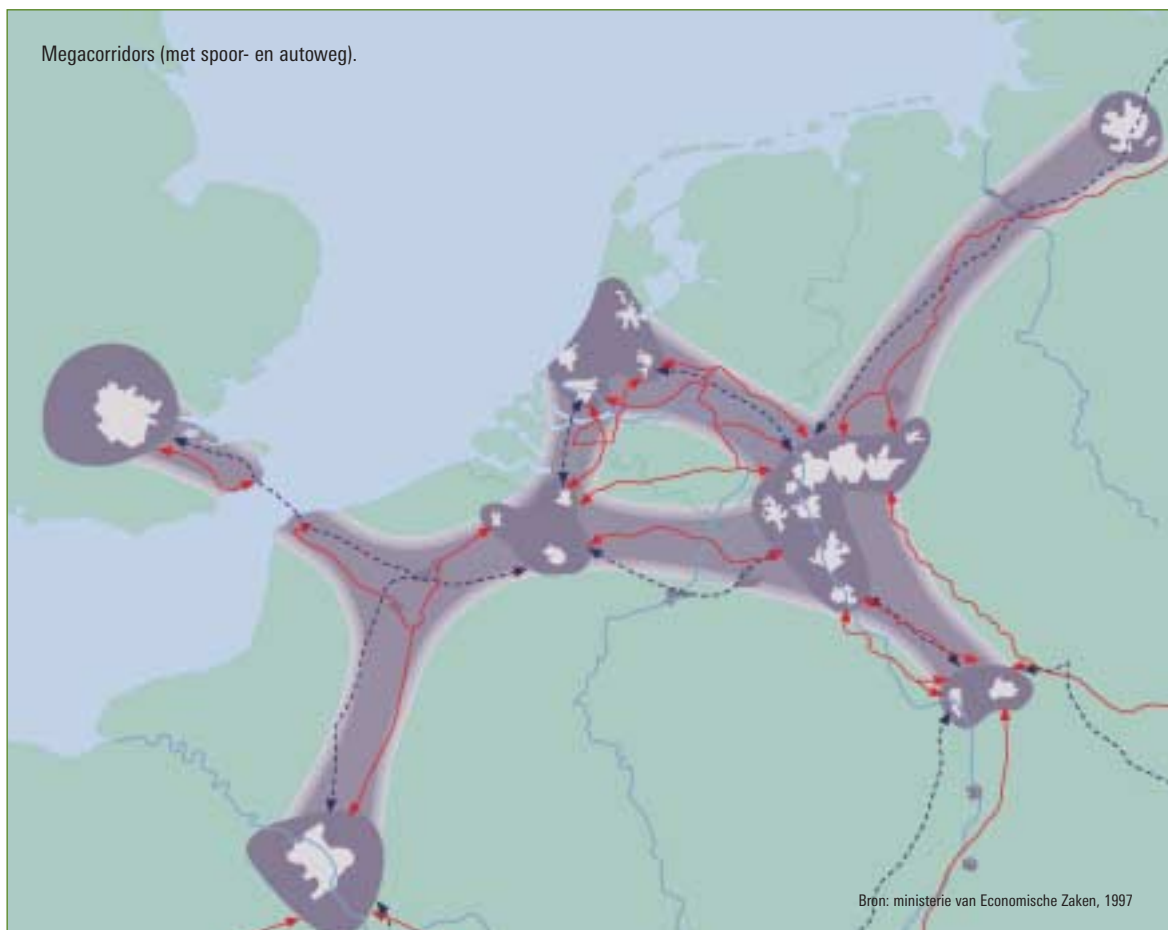 Megacorridors (met spoor- en autoweg).
Bron: ministerie van Economische Zaken, 1997